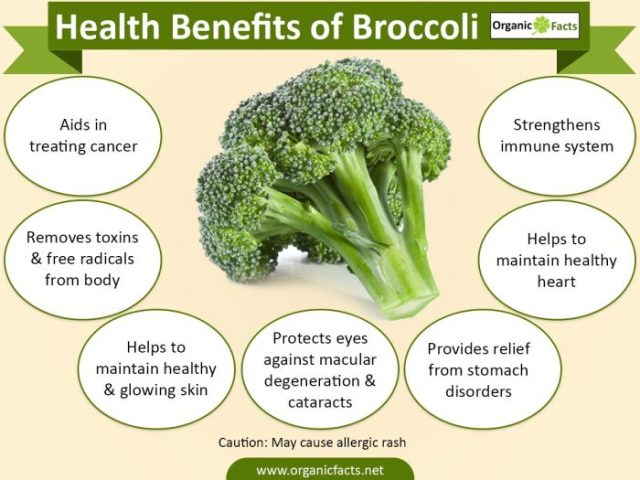 Health Benefits of Broccoli
Organic Facts
Aids in
treating cancer
Strengthens
immune system
Removes toxins
& free radicals
from body
Helps to
maintain healthy
heart
Helps to
maintain healthy
& glowing skin
Protects eyes
against macular
degeneration &
cataracts
Provides relief
from stomach
disorders
Caution: May cause allergic rash
www.organicfacts.net